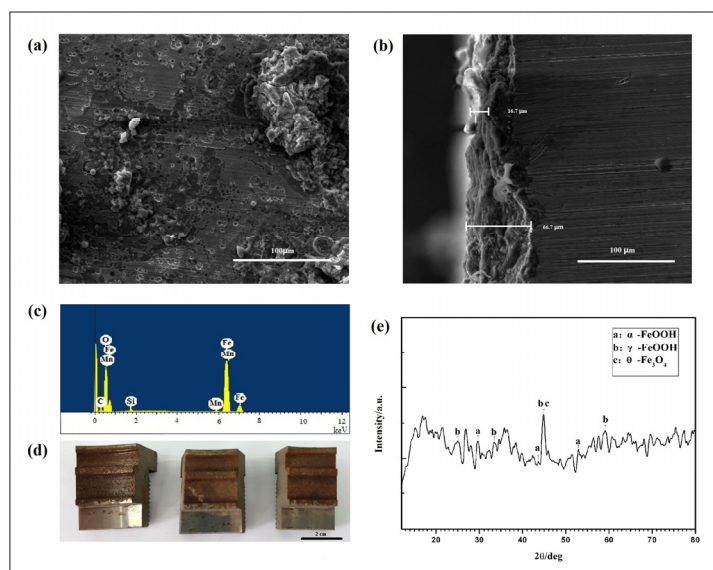 (a)
100μm
(b)
16.7 μm
66.7 μm
100 μm
(c)
O
Fe
Mn
C
Si
Fe
Mn
Mn
Fe
0 2 4 6 8 10 12
keV
(d)
2 cm
(e)
a: α -FeOOH
b: γ -FeOOH
c: θ -Fe3O4
b a b a b c a b
Intensity/a.u.
20 30 40 50 60 70 80
2θ/deg